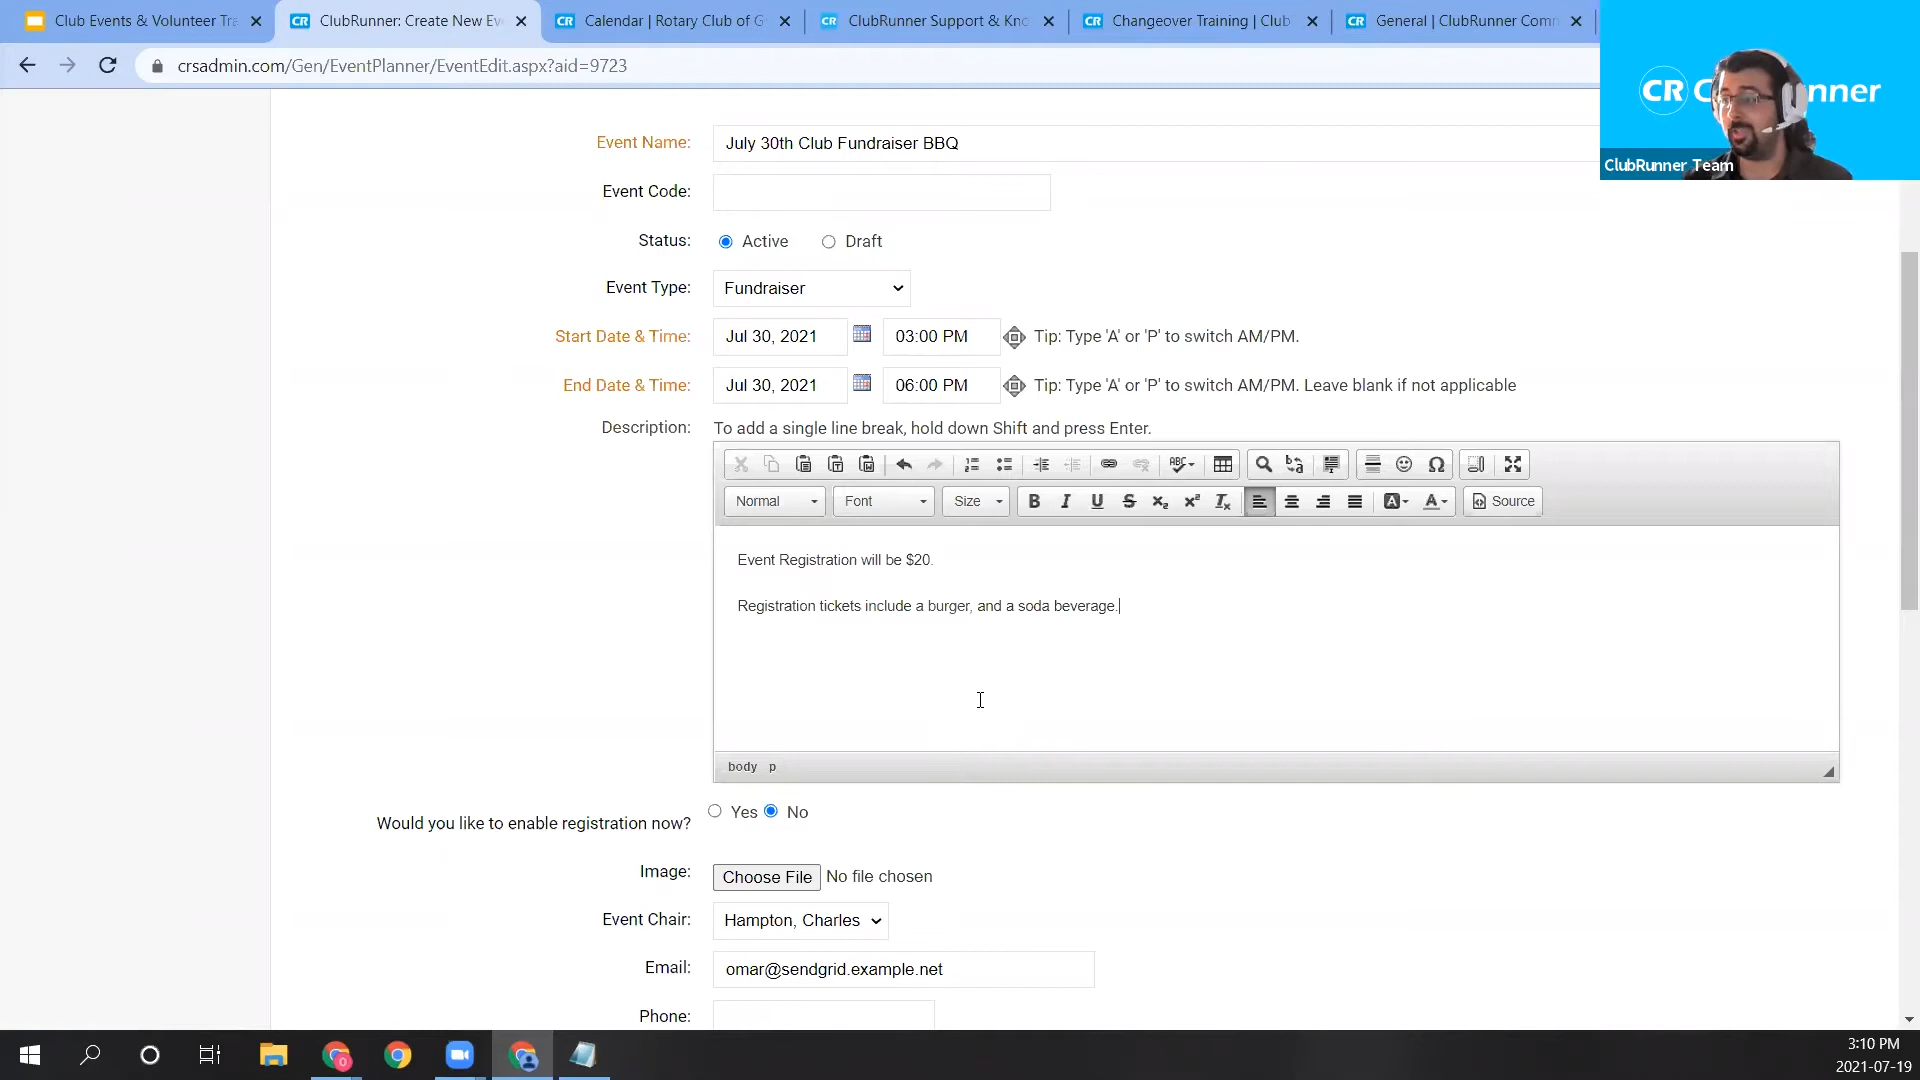 Club Events & Volunteer Tra
ClubRunner: Create New Eve
Calendar | Rotary Club of G
ClubRunner Support & Kno
Changeover Training | Club
General | ClubRunner Comm
crsadmin.com/Gen/EventPlanner/EventEdit.aspx?aid=9723
CR C nner
ClubRunner Team
Event Name: July 30th Club Fundraiser BBQ
Event Code:
Status: Active Draft
Event Type: Fundraiser
Start Date & Time: Jul 30, 2021 03:00 PM Tip: Type 'A' or 'P' to switch AM/PM.
End Date & Time: Jul 30, 2021 06:00 PM Tip: Type 'A' or 'P' to switch AM/PM. Leave blank if not applicable
Description: To add a single line break, hold down Shift and press Enter.
Normal Font Size Source
Event Registration will be $20.
Registration tickets include a burger, and a soda beverage.
body p
Would you like to enable registration now? Yes No
Image: Choose File No file chosen
Event Chair: Hampton, Charles
Email: omar@sendgrid.example.net
Phone:
3:10 PM
2021-07-19